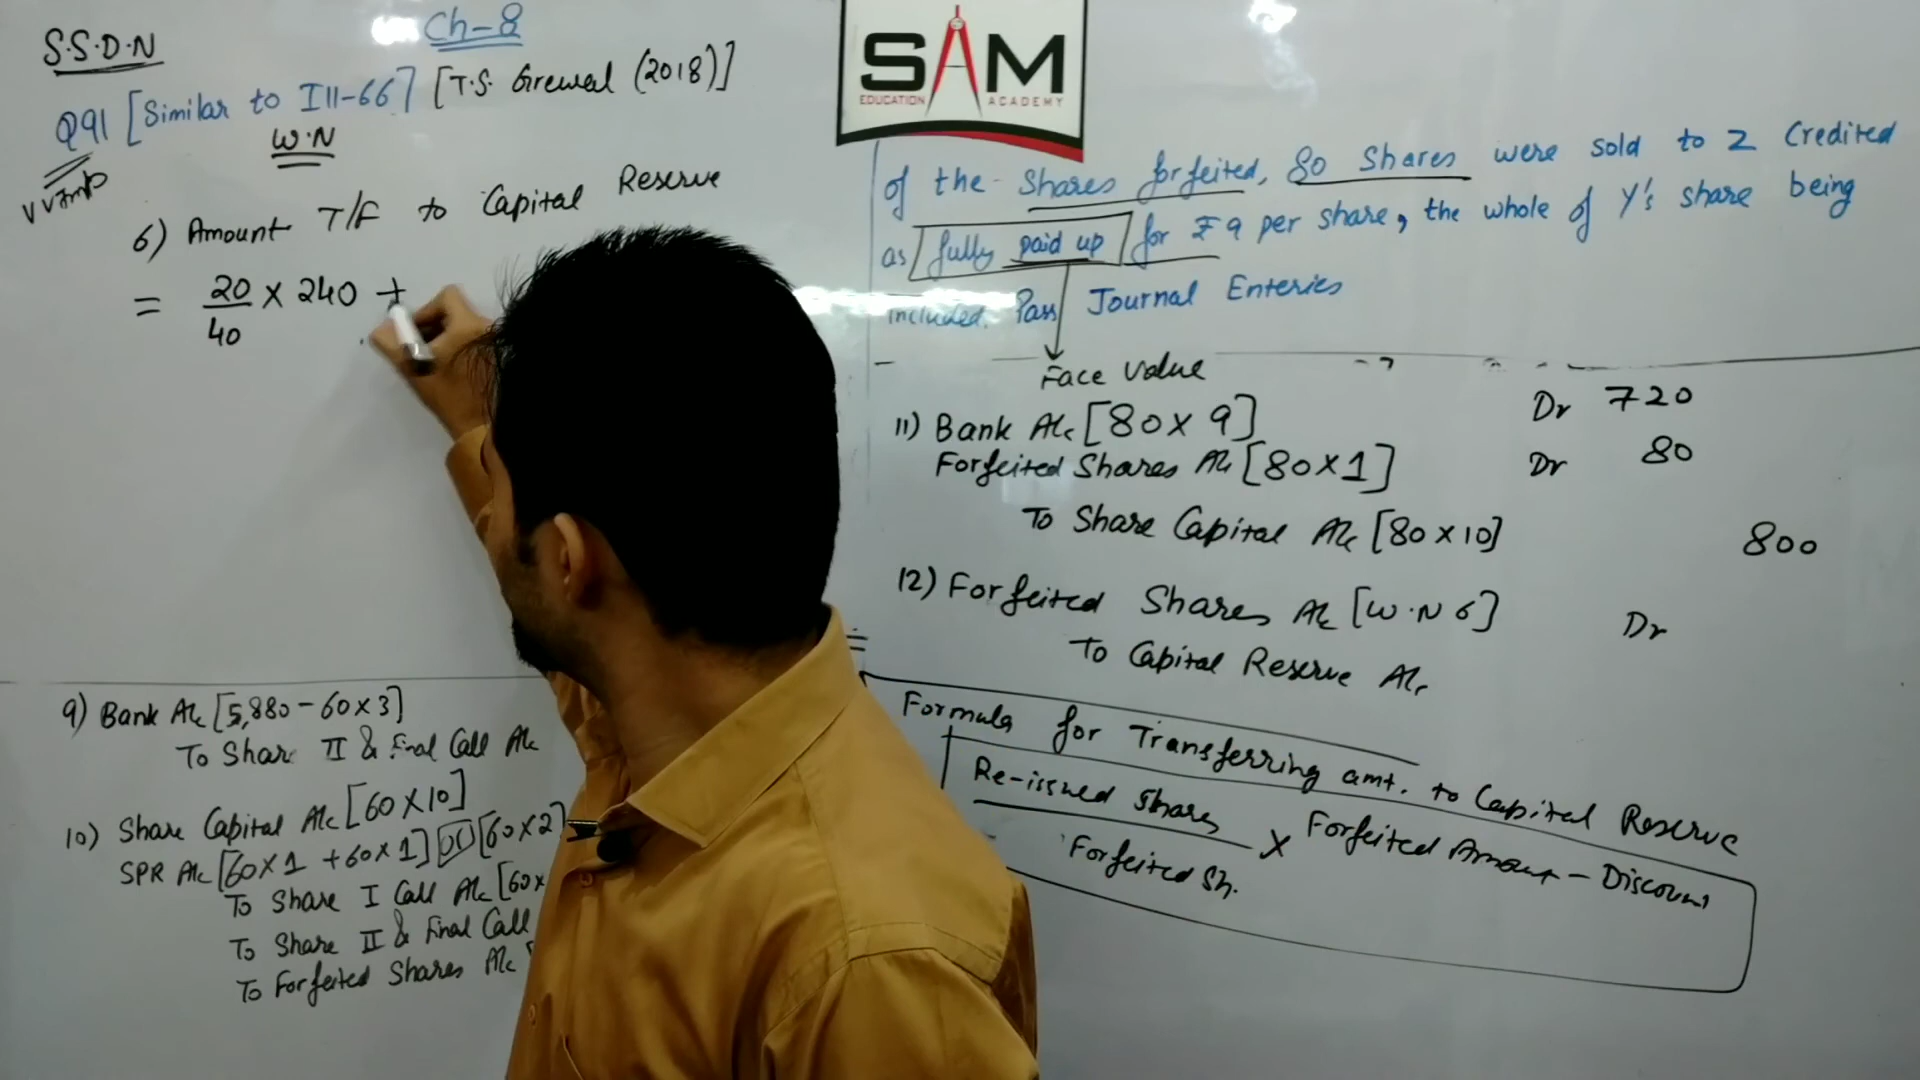 S.S.D.N
Ch-8
Q91 [Similar to Ill-66] [T.S. Grewal (2018)]
V V Imp
W.N
6) Amount T/F to Capital Reserve
= 20/40 × 240 +
9) Bank A/c [5,880 - 60×3]
To Share II & Final Call A/c
10) Share Capital A/c [60×10]
SPR A/c [60×1 + 60×1] [60×2]
To Share I Call A/c [60×
To Share II & Final Call
To Forfeited Shares A/c
SAM
EDUCATION ACADEMY
of the Shares forfeited, 80 Shares were sold to Z Credited
as fully paid up for ₹9 per share, the whole of Y's share being
included. Pass Journal Enteries
Face Value
11) Bank A/c [80×9] Dr 720
Forfeited Shares A/c [80×1] Dr 80
To Share Capital A/c [80×10] 800
12) Forfeited Shares A/c [W.N 6] Dr
To Capital Reserve A/c
Formula for Transferring amt. to Capital Reserve
Re-issued Shares × Forfeited Amount - Discount
Forfeited Sh.